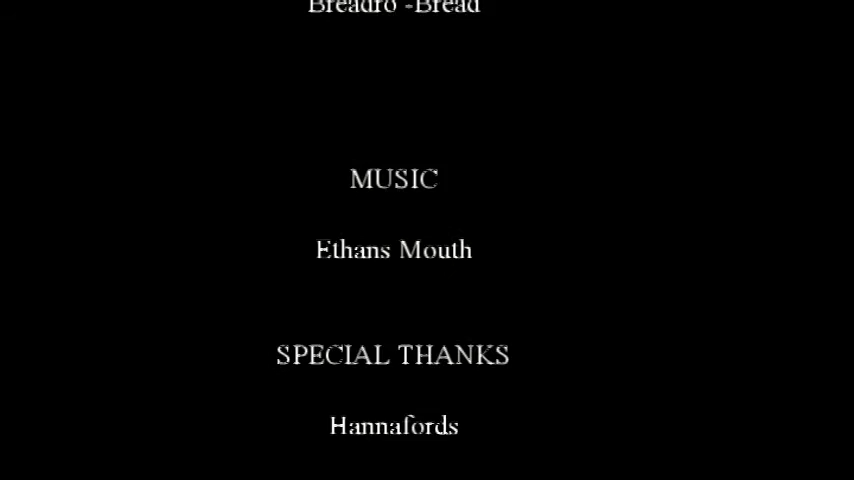 Breadro -Bread
MUSIC
Ethans Mouth
SPECIAL THANKS
Hannafords